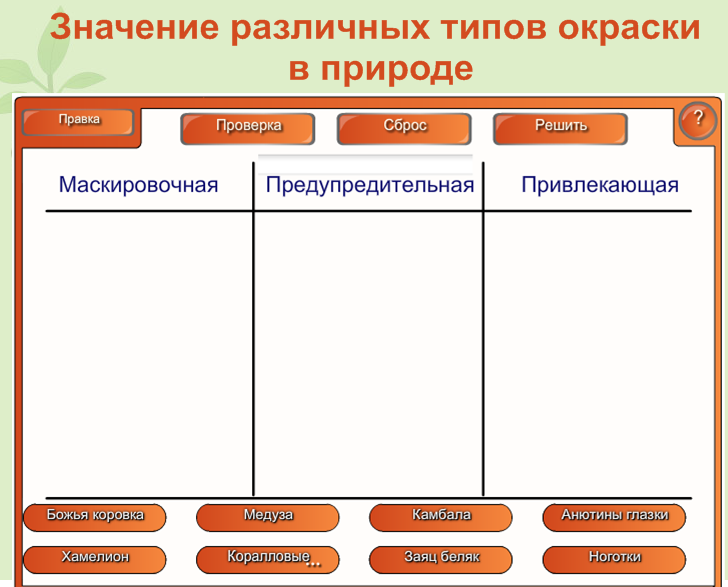 Значение различных типов окраски
в природе
Правка
Проверка
Сброс
Решить
?
Маскировочная
Предупредительная
Привлекающая
Божья коровка
Медуза
Камбала
Анютины глазки
Хамелион
Коралловые...
Заяц беляк
Ноготки